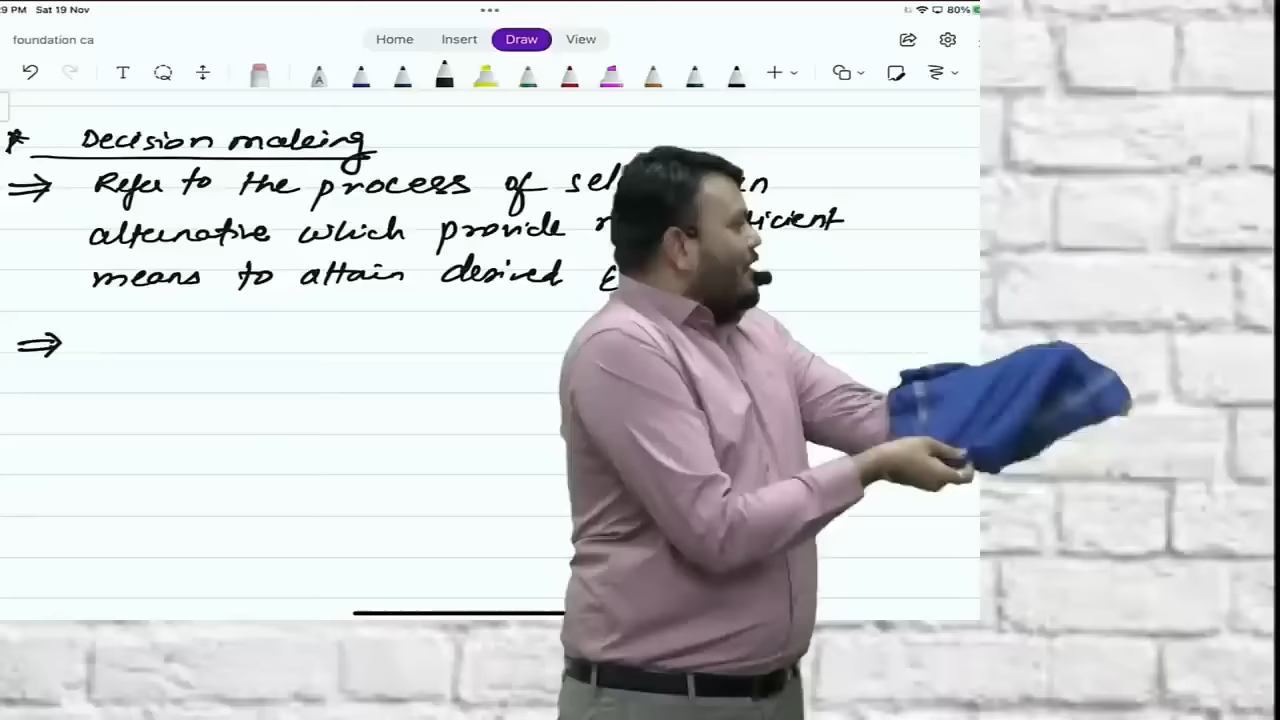 9 PM Sat 19 Nov
80%
foundation ca
Home Insert Draw View
Decision making
⇒ Refer to the process of
alternative which provide
means to attain desired
⇒